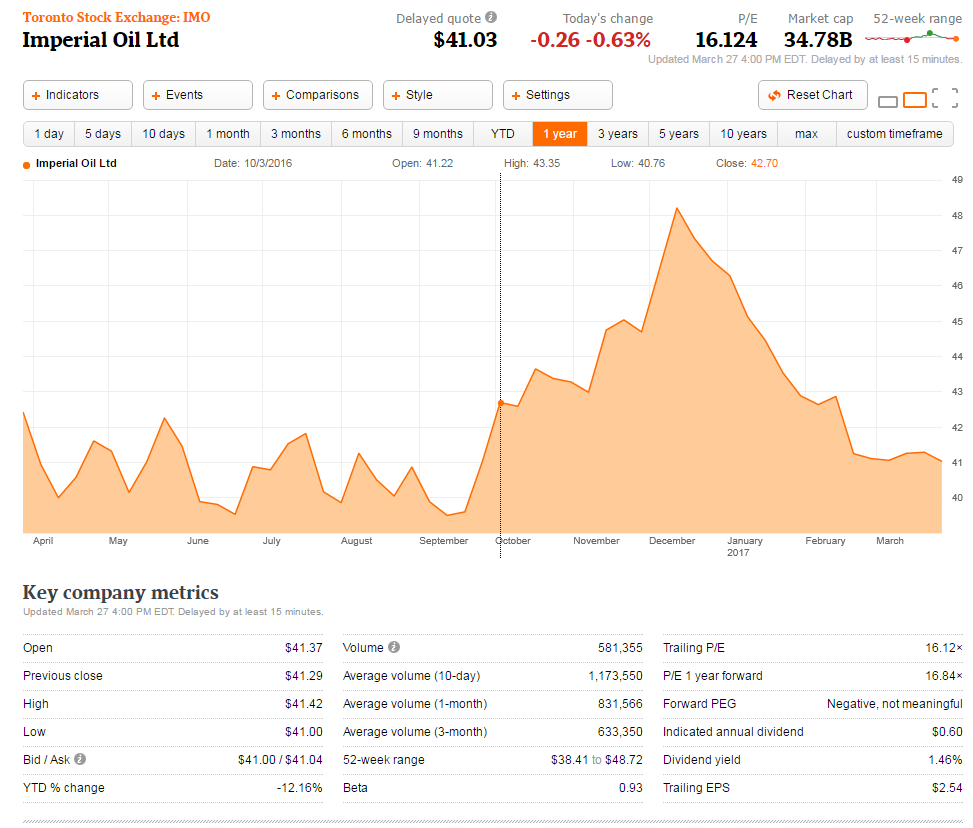 Toronto Stock Exchange: IMO
Imperial Oil Ltd
Delayed quote i Today's change P/E Market cap 52-week range
$41.03 -0.26 -0.63% 16.124 34.78B
Updated March 27 4:00 PM EDT. Delayed by at least 15 minutes.
+ Indicators + Events + Comparisons + Style + Settings Reset Chart
1 day 5 days 10 days 1 month 3 months 6 months 9 months YTD 1 year 3 years 5 years 10 years max custom timeframe
Imperial Oil Ltd Date: 10/3/2016 Open: 41.22 High: 43.35 Low: 40.76 Close: 42.70
49
48
47
46
45
44
43
42
41
40
April May June July August September October November December January February March
2017
Key company metrics
Updated March 27 4:00 PM EDT. Delayed by at least 15 minutes.
Open $41.37 Volume i 581,355 Trailing P/E 16.12×
Previous close $41.29 Average volume (10-day) 1,173,550 P/E 1 year forward 16.84×
High $41.42 Average volume (1-month) 831,566 Forward PEG Negative, not meaningful
Low $41.00 Average volume (3-month) 633,350 Indicated annual dividend $0.60
Bid / Ask i $41.00 / $41.04 52-week range $38.41 to $48.72 Dividend yield 1.46%
YTD % change -12.16% Beta 0.93 Trailing EPS $2.54